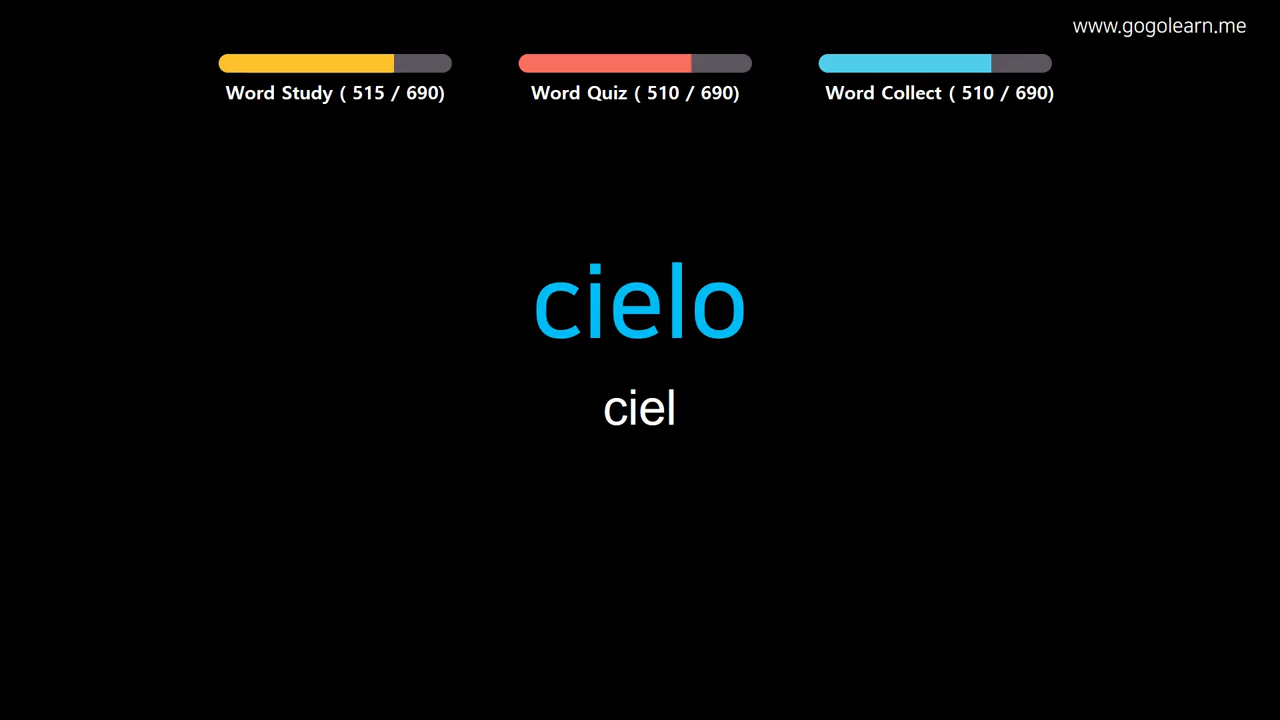 www.gogolearn.me
Word Study ( 515 / 690)
Word Quiz ( 510 / 690)
Word Collect ( 510 / 690)
cielo
ciel